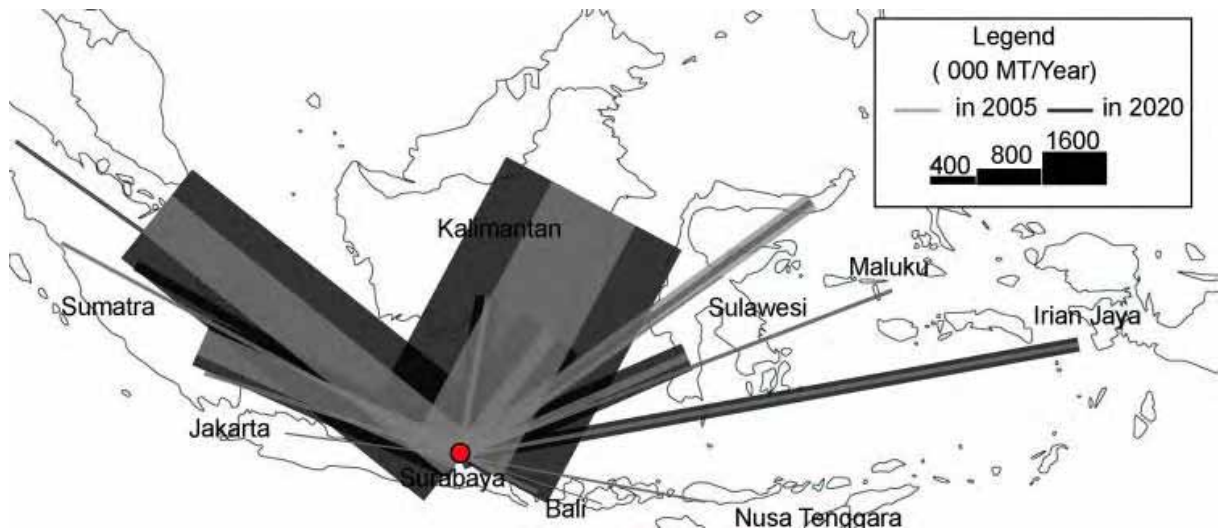 Legend
( 000 MT/Year)
in 2005 in 2020
400 800 1600
Kalimantan
Maluku
Sumatra
Sulawesi
Irian Jaya
Jakarta
Surabaya
Bali
Nusa Tenggara